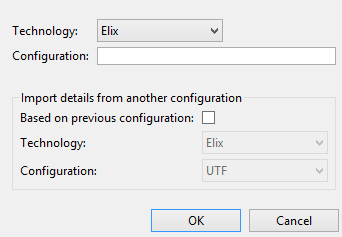 Technology: Elix
Configuration:
Import details from another configuration
Based on previous configuration:
Technology: Elix
Configuration: UTF
OK Cancel